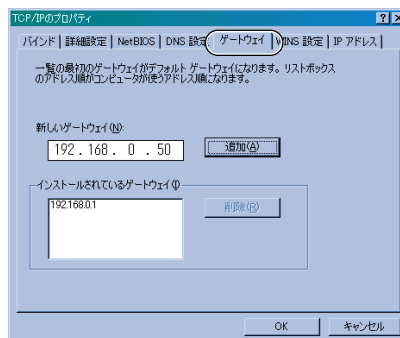 TCP/IPのプロパティ
バインド 詳細設定 NetBIOS DNS 設定 ゲートウェイ WINS 設定 IP アドレス
一覧の最初のゲートウェイがデフォルト ゲートウェイになります。リストボックス
のアドレス順がコンピュータが使うアドレス順になります。
新しいゲートウェイ(N):
192 . 168 . 0 . 50 追加(A)
インストールされているゲートウェイ(I)
192.168.0.1 削除(R)
OK キャンセル